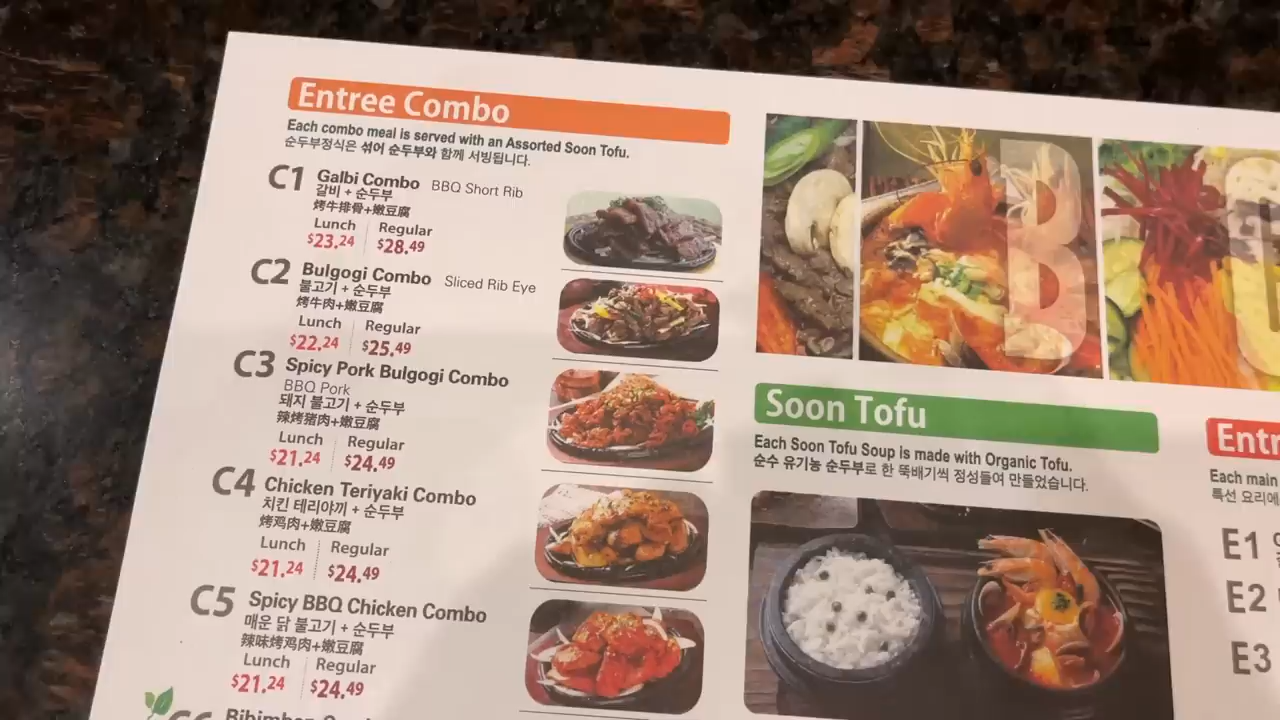 Entree Combo
Each combo meal is served with an Assorted Soon Tofu.
순두부정식은 섞어 순두부와 함께 서빙됩니다.
C1 Galbi Combo BBQ Short Rib
갈비 + 순두부
烤牛排骨+嫩豆腐
Lunch Regular
$23.24 $28.49
C2 Bulgogi Combo Sliced Rib Eye
불고기 + 순두부
烤牛肉+嫩豆腐
Lunch Regular
$22.24 $25.49
C3 Spicy Pork Bulgogi Combo
BBQ Pork
돼지 불고기 + 순두부
辣烤猪肉+嫩豆腐
Lunch Regular
$21.24 $24.49
C4 Chicken Teriyaki Combo
치킨 테리야끼 + 순두부
烤鸡肉+嫩豆腐
Lunch Regular
$21.24 $24.49
C5 Spicy BBQ Chicken Combo
매운 닭 불고기 + 순두부
辣味烤鸡肉+嫩豆腐
Lunch Regular
$21.24 $24.49
B
Soon Tofu
Each Soon Tofu Soup is made with Organic Tofu.
순수 유기농 순두부로 한 뚝배기씩 정성들여 만들었습니다.
Entr
Each main
특선 요리에
E1
E2
E3